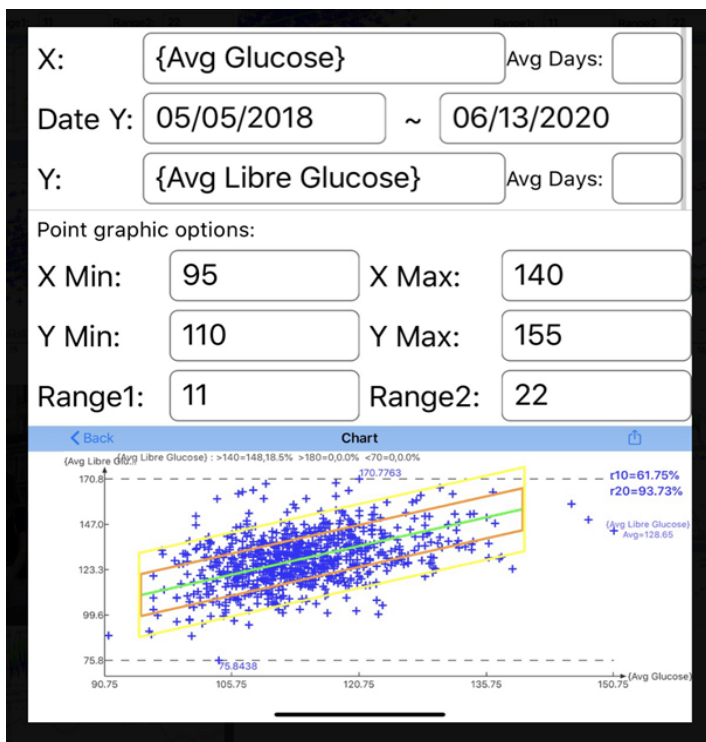 X: {Avg Glucose} Avg Days:
Date Y: 05/05/2018 ~ 06/13/2020
Y: {Avg Libre Glucose} Avg Days:
Point graphic options:
X Min: 95 X Max: 140
Y Min: 110 Y Max: 155
Range1: 11 Range2: 22
Back Chart
{Avg Libre Glu...
{Avg Libre Glucose} : >140=148,18.5% >180=0,0.0% <70=0,0.0%
170.8
170.7763
r10=61.75%
r20=93.73%
147.0
{Avg Libre Glucose}
Avg=128.65
123.3
99.6
75.8
75.8438
{Avg Glucose}
90.75 105.75 120.75 135.75 150.75